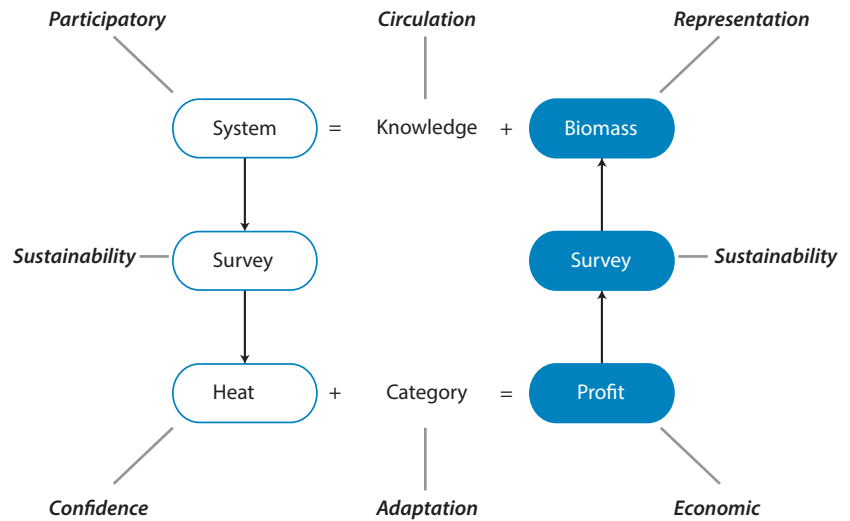 Participatory Circulation Representation
System = Knowledge + Biomass
Sustainability Survey Survey Sustainability
Heat + Category = Profit
Confidence Adaptation Economic